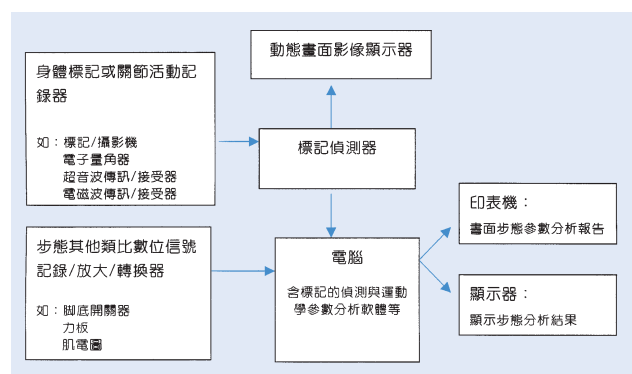 動態畫面影像顯示器
身體標記或關節活動記
錄器
如：標記/攝影機
電子量角器
超音波傳訊/接受器
電磁波傳訊/接受器
標記偵測器
印表機：
書面步態參數分析報告
步態其他類比數位信號
記錄/放大/轉換器
如：腳底開關器
力板
肌電圖
電腦
含標記的偵測與運動
學參數分析軟體等
顯示器：
顯示步態分析結果